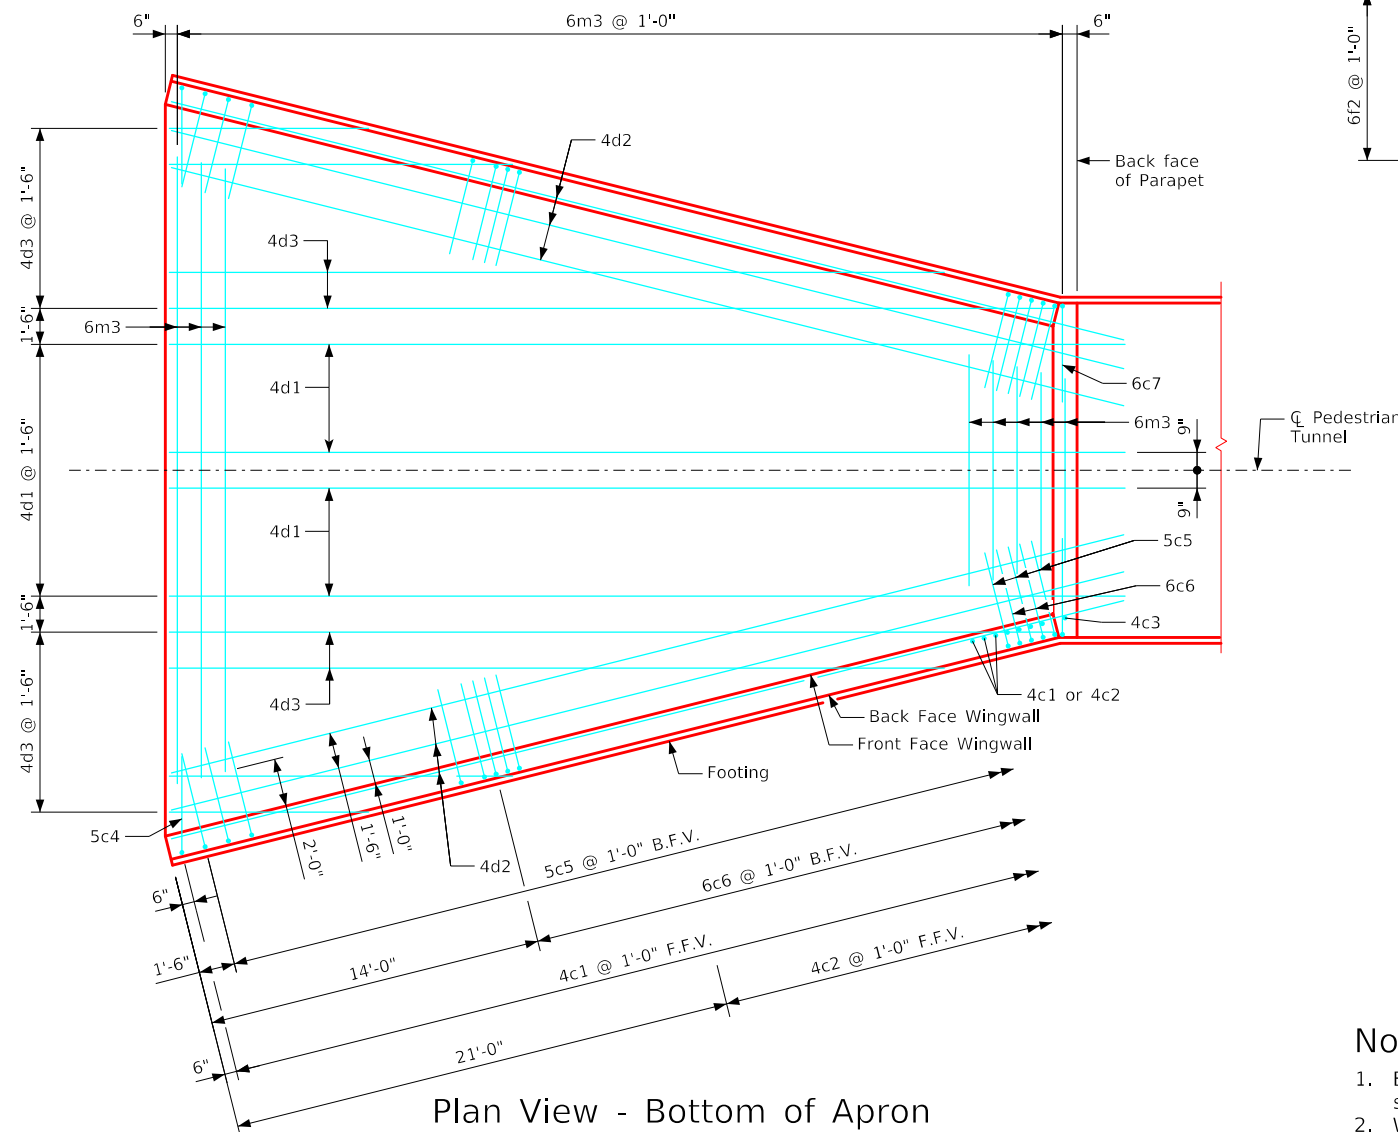 6"
6m3 @ 1'-0"
6"
6f2 @ 1'-0"
4d2
Back face
of Parapet
4d3 @ 1'-6"
4d3
1'-6"
6m3
4d1
6c7
6m3
9"
℄ Pedestrian
Tunnel
4d1 @ 1'-6"
9"
4d1
5c5
6c6
1'-6"
4c3
4d3
4c1 or 4c2
4d3 @ 1'-6"
Back Face Wingwall
Front Face Wingwall
Footing
5c4
2'-0"
1'-6"
1'-0"
4d2
5c5 @ 1'-0" B.F.V.
6c6 @ 1'-0" B.F.V.
6"
1'-6"
14'-0"
4c1 @ 1'-0" F.F.V.
4c2 @ 1'-0" F.F.V.
6"
21'-0"
Plan View - Bottom of Apron
1.
2.